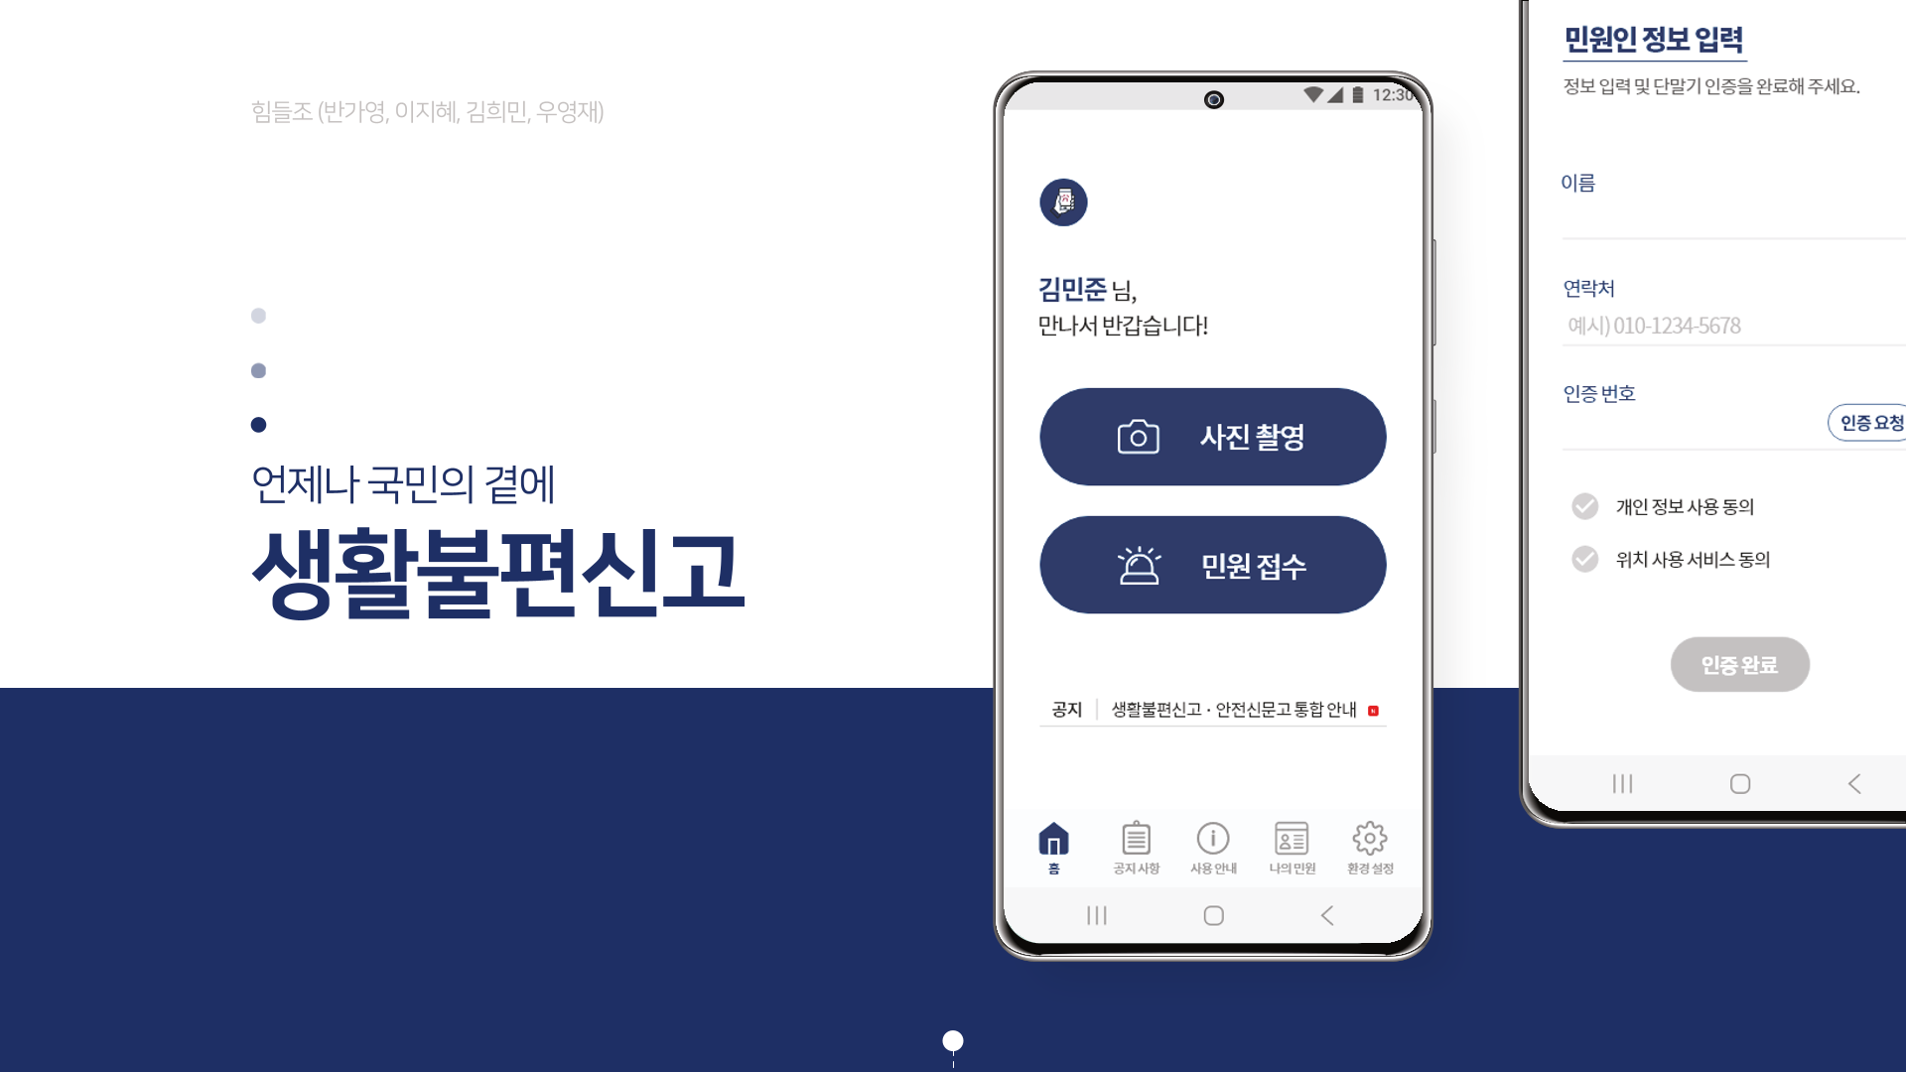 힘들조 (반가영, 이지혜, 김희민, 우영재)
언제나 국민의 곁에
생활불편신고
12:30
김민준 님,
만나서 반갑습니다!
사진 촬영
민원 접수
공지 생활불편신고 · 안전신문고 통합 안내 N
홈 공지 사항 사용 안내 나의 민원 환경 설정
민원인 정보 입력
정보 입력 및 단말기 인증을 완료해 주세요.
이름
연락처
예시) 010-1234-5678
인증 번호
인증 요청
개인 정보 사용 동의
위치 사용 서비스 동의
인증 완료